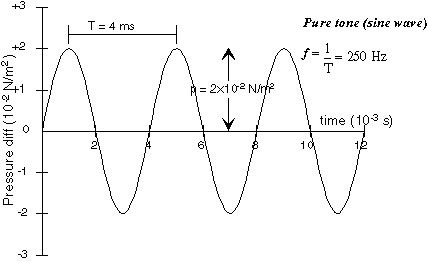 +3
Pure tone (sine wave)
T = 4 ms
+2
f = 1/T = 250 Hz
+1
p = 2×10-2 N/m2
Pressure diff (10-2 N/m2)
0
time (10-3 s)
2
4
6
8
10
12
-1
-2
-3